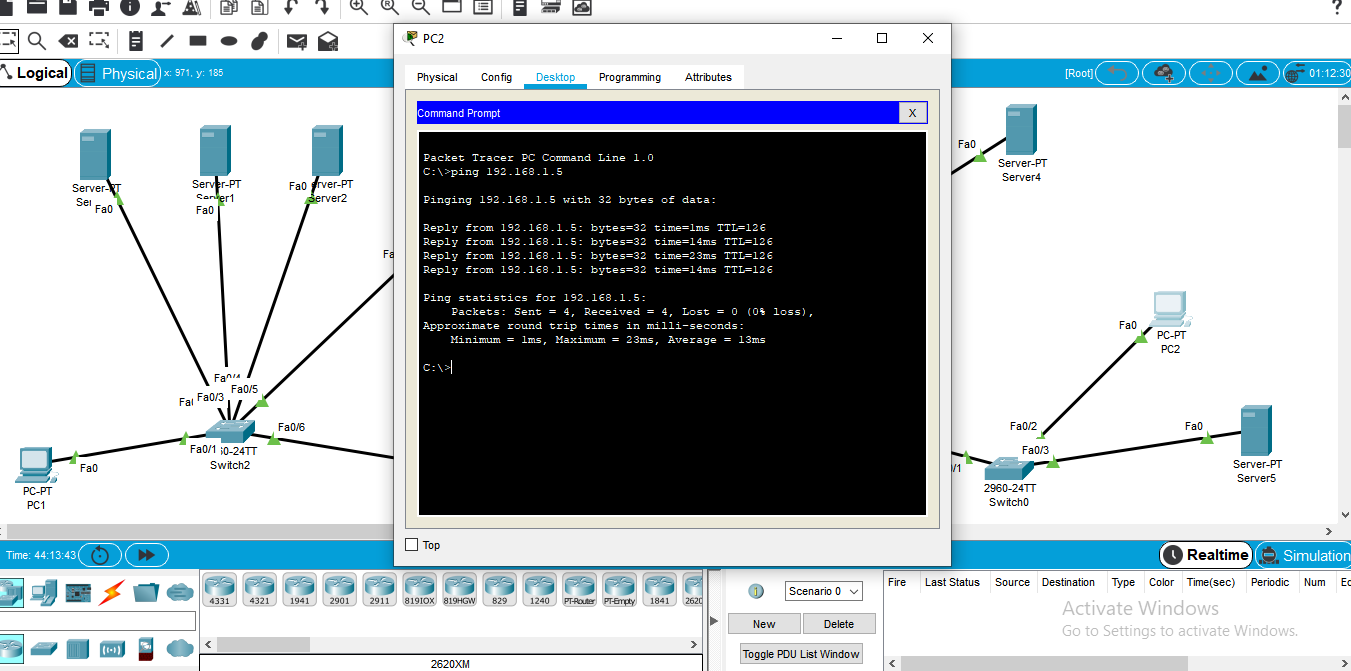 PC2
?
Logical
Physical
x: 971, y: 185
[Root]
01:12:30
Physical
Config
Desktop
Programming
Attributes
Command Prompt
X
Packet Tracer PC Command Line 1.0
C:\>ping 192.168.1.5
Pinging 192.168.1.5 with 32 bytes of data:
Reply from 192.168.1.5: bytes=32 time=1ms TTL=126
Reply from 192.168.1.5: bytes=32 time=14ms TTL=126
Reply from 192.168.1.5: bytes=32 time=23ms TTL=126
Reply from 192.168.1.5: bytes=32 time=14ms TTL=126
Ping statistics for 192.168.1.5:
Packets: Sent = 4, Received = 4, Lost = 0 (0% loss),
Approximate round trip times in milli-seconds:
Minimum = 1ms, Maximum = 23ms, Average = 13ms
C:\>
Top
Server-PT
Fa0
Server-PT
Server1
Fa0
Fa0
Server2
Fa0
Server-PT
Server4
Fa0
PC-PT
PC2
Fa0/4
Fa0/5
Fa0/3
Fa0/6
Fa0/1
Switch2
Fa0
PC-PT
PC1
Fa0/2
Fa0/3
Fa0
2960-24TT
Switch0
Server-PT
Server5
Time: 44:13:43
Realtime
Simulation
4331
4321
1941
2901
2911
819IOX
819HGW
829
1240
PT-Router
PT-Empty
1841
2620XM
Scenario 0
New
Delete
Toggle PDU List Window
Fire
Last Status
Source
Destination
Type
Color
Time(sec)
Periodic
Num
Activate Windows
Go to Settings to activate Windows.